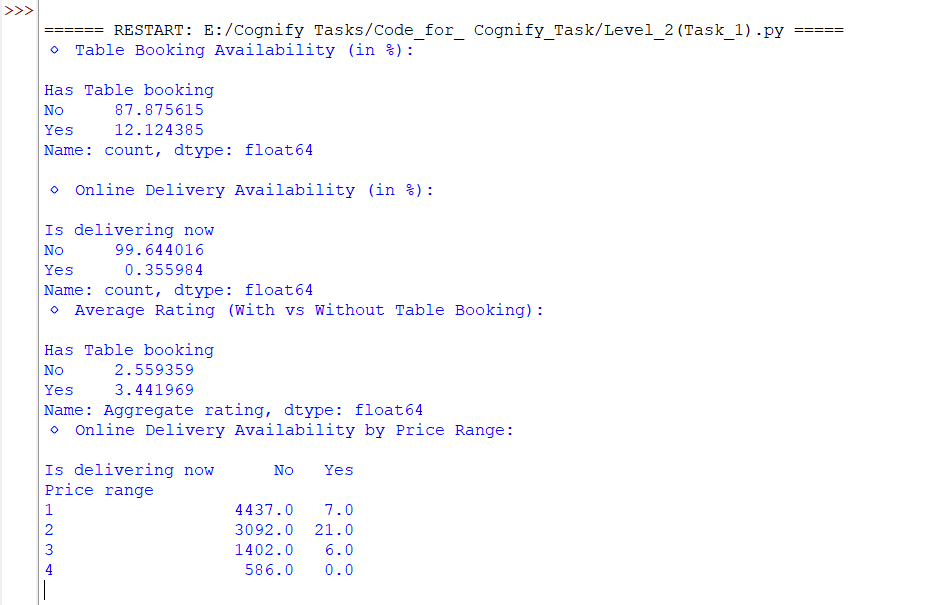 >>>
====== RESTART: E:/Cognify Tasks/Code_for_ Cognify_Task/Level_2(Task_1).py =====
⋄ Table Booking Availability (in %):
Has Table booking
No     87.875615
Yes    12.124385
Name: count, dtype: float64
⋄ Online Delivery Availability (in %):
Is delivering now
No     99.644016
Yes     0.355984
Name: count, dtype: float64
⋄ Average Rating (With vs Without Table Booking):
Has Table booking
No     2.559359
Yes    3.441969
Name: Aggregate rating, dtype: float64
⋄ Online Delivery Availability by Price Range:
Is delivering now      No   Yes
Price range
1                  4437.0   7.0
2                  3092.0  21.0
3                  1402.0   6.0
4                   586.0   0.0